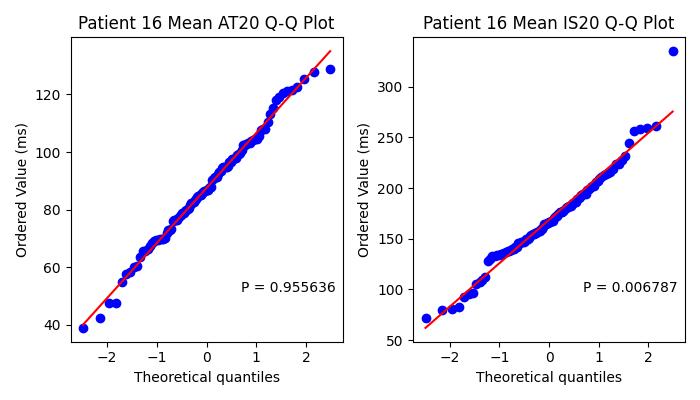 Patient 16 Mean AT20 Q-Q Plot
Ordered Value (ms)
120
100
80
60
40
P = 0.955636
−2 −1 0 1 2
Theoretical quantiles
Patient 16 Mean IS20 Q-Q Plot
Ordered Value (ms)
300
250
200
150
100
50
P = 0.006787
−2 −1 0 1 2
Theoretical quantiles